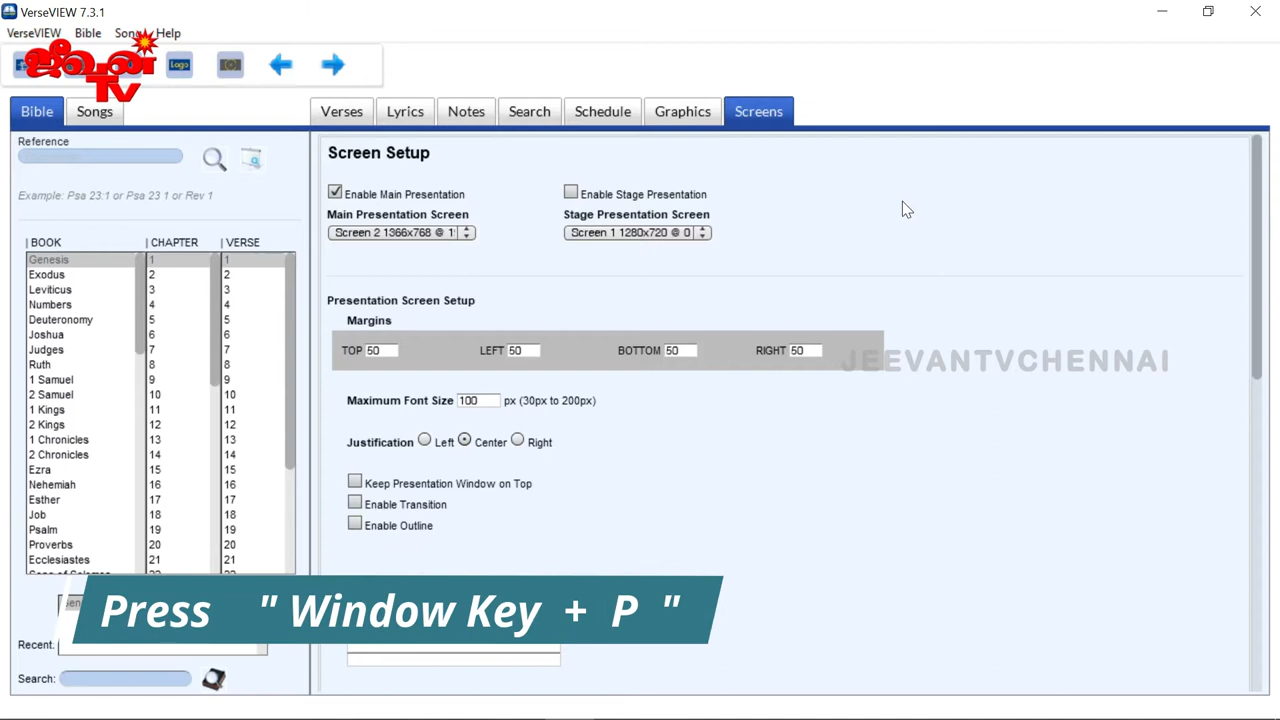 VerseVIEW 7.3.1
VerseVIEW Bible Song Help
ஜீவன்
Tv
Logo
Bible Songs
Verses Lyrics Notes Search Schedule Graphics Screens
Reference
Example: Psa 23:1 or Psa 23 1 or Rev 1
BOOK CHAPTER VERSE
Genesis 1 1
Exodus 2 2
Leviticus 3 3
Numbers 4 4
Deuteronomy 5 5
Joshua 6 6
Judges 7 7
Ruth 8 8
1 Samuel 9 9
2 Samuel 10 10
1 Kings 11 11
2 Kings 12 12
1 Chronicles 13 13
2 Chronicles 14 14
Ezra 15 15
Nehemiah 16 16
Esther 17 17
Job 18 18
Psalm 19 19
Proverbs 20 20
Ecclesiastes 21 21
Recent:
Search:
Screen Setup
Enable Main Presentation Enable Stage Presentation
Main Presentation Screen Stage Presentation Screen
Screen 2 1366x768 @ 1 Screen 1 1280x720 @ 0
Presentation Screen Setup
Margins
TOP 50 LEFT 50 BOTTOM 50 RIGHT 50
JEEVANTVCHENNAI
Maximum Font Size 100 px (30px to 200px)
Justification Left Center Right
Keep Presentation Window on Top
Enable Transition
Enable Outline
Press " Window Key + P "